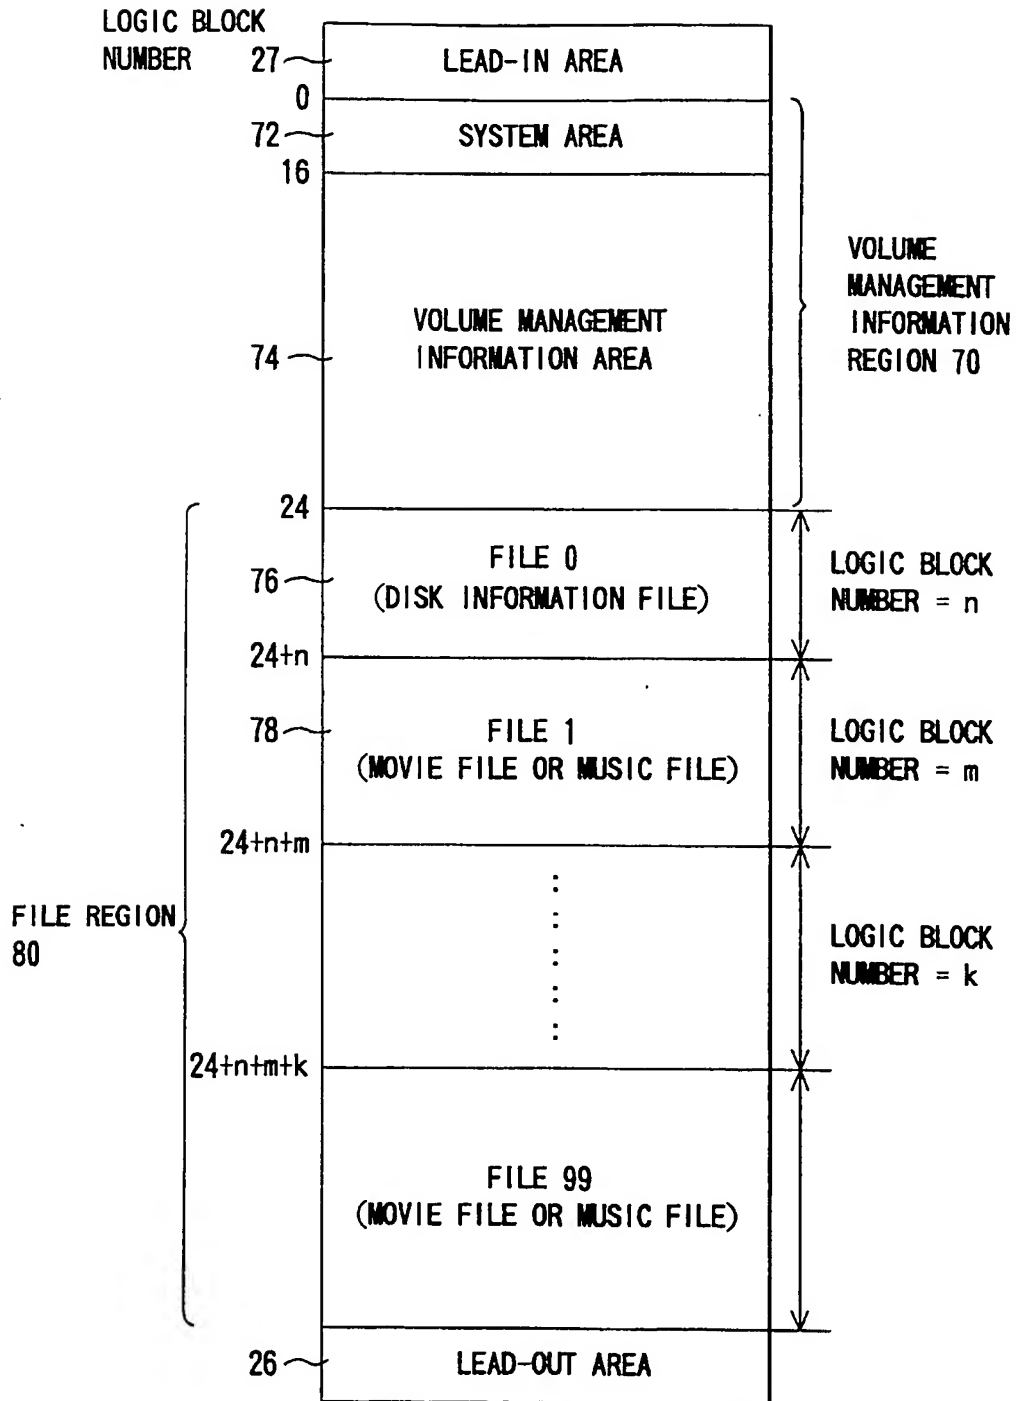 LOGIC BLOCK
NUMBER
27
LEAD-IN AREA
0
72
SYSTEM AREA
16
VOLUME
MANAGEMENT
INFORMATION
REGION 70
VOLUME MANAGEMENT
INFORMATION AREA
74
24
FILE 0
(DISK INFORMATION FILE)
76
LOGIC BLOCK
NUMBER = n
24+n
78
FILE 1
(MOVIE FILE OR MUSIC FILE)
LOGIC BLOCK
NUMBER = m
24+n+m
FILE REGION
80
LOGIC BLOCK
NUMBER = k
24+n+m+k
FILE 99
(MOVIE FILE OR MUSIC FILE)
26
LEAD-OUT AREA